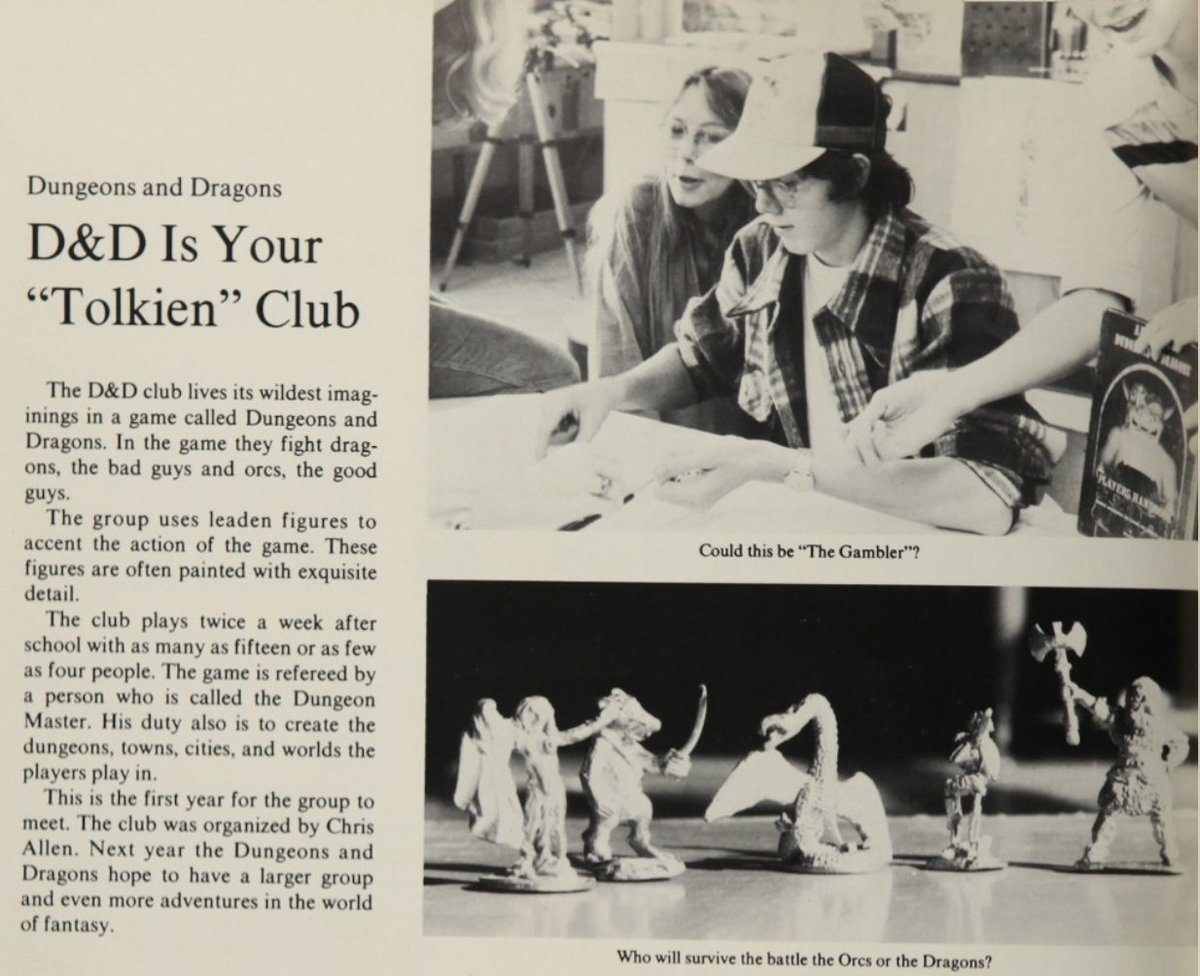 Dungeons and Dragons
D&D Is Your
“Tolkien” Club
The D&D club lives its wildest imag-
inings in a game called Dungeons and
Dragons. In the game they fight drag-
ons, the bad guys and orcs, the good
guys.
The group uses leaden figures to
accent the action of the game. These
figures are often painted with exquisite
detail.
The club plays twice a week after
school with as many as fifteen or as few
as four people. The game is refereed by
a person who is called the Dungeon
Master. His duty also is to create the
dungeons, towns, cities, and worlds the
players play in.
This is the first year for the group to
meet. The club was organized by Chris
Allen. Next year the Dungeons and
Dragons hope to have a larger group
and even more adventures in the world
of fantasy.
PLAYERS
Could this be “The Gambler”?
Who will survive the battle the Orcs or the Dragons?